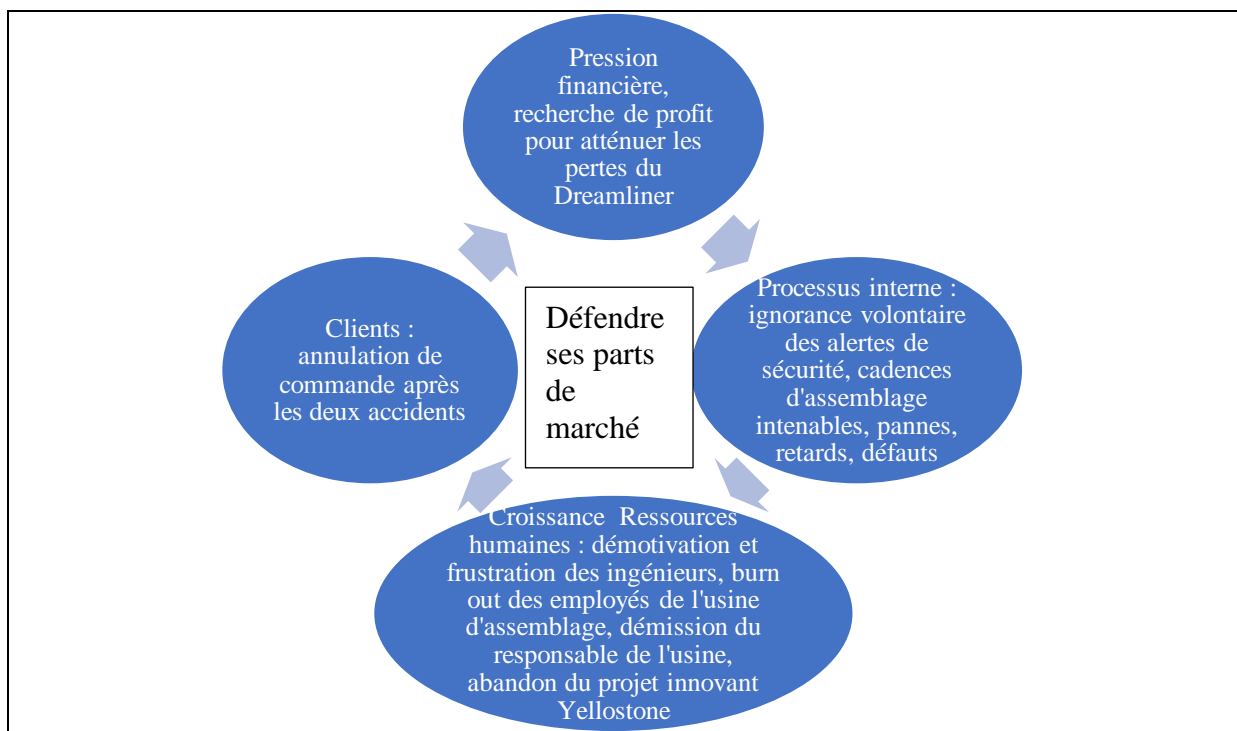 Pression
financière,
recherche de profit
pour atténuer les
pertes du
Dreamliner
Processus interne :
ignorance volontaire
des alertes de
sécurité, cadences
d'assemblage
intenables, pannes,
retards, défauts
Croissance Ressources
humaines : démotivation et
frustration des ingénieurs, burn
out des employés de l'usine
d'assemblage, démission du
responsable de l'usine,
abandon du projet innovant
Yellostone
Clients :
annulation de
commande après
les deux accidents
Défendre
ses parts
de
marché